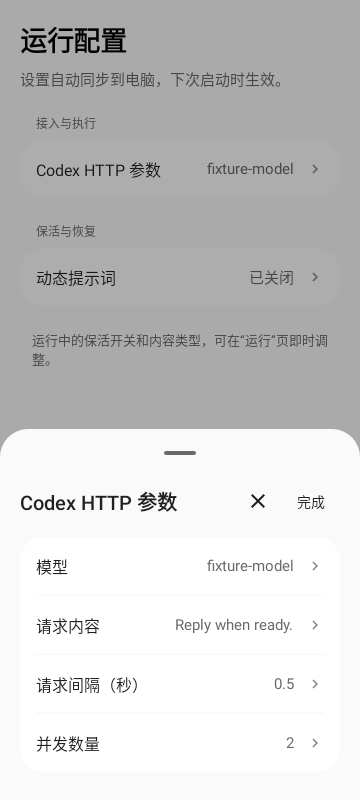 运行配置
设置自动同步到电脑，下次启动时生效。
接入与执行
Codex HTTP 参数 fixture-model
保活与恢复
动态提示词 已关闭
运行中的保活开关和内容类型，可在“运行”页即时调
整。
Codex HTTP 参数 完成
模型 fixture-model
请求内容 Reply when ready.
请求间隔（秒） 0.5
并发数量 2